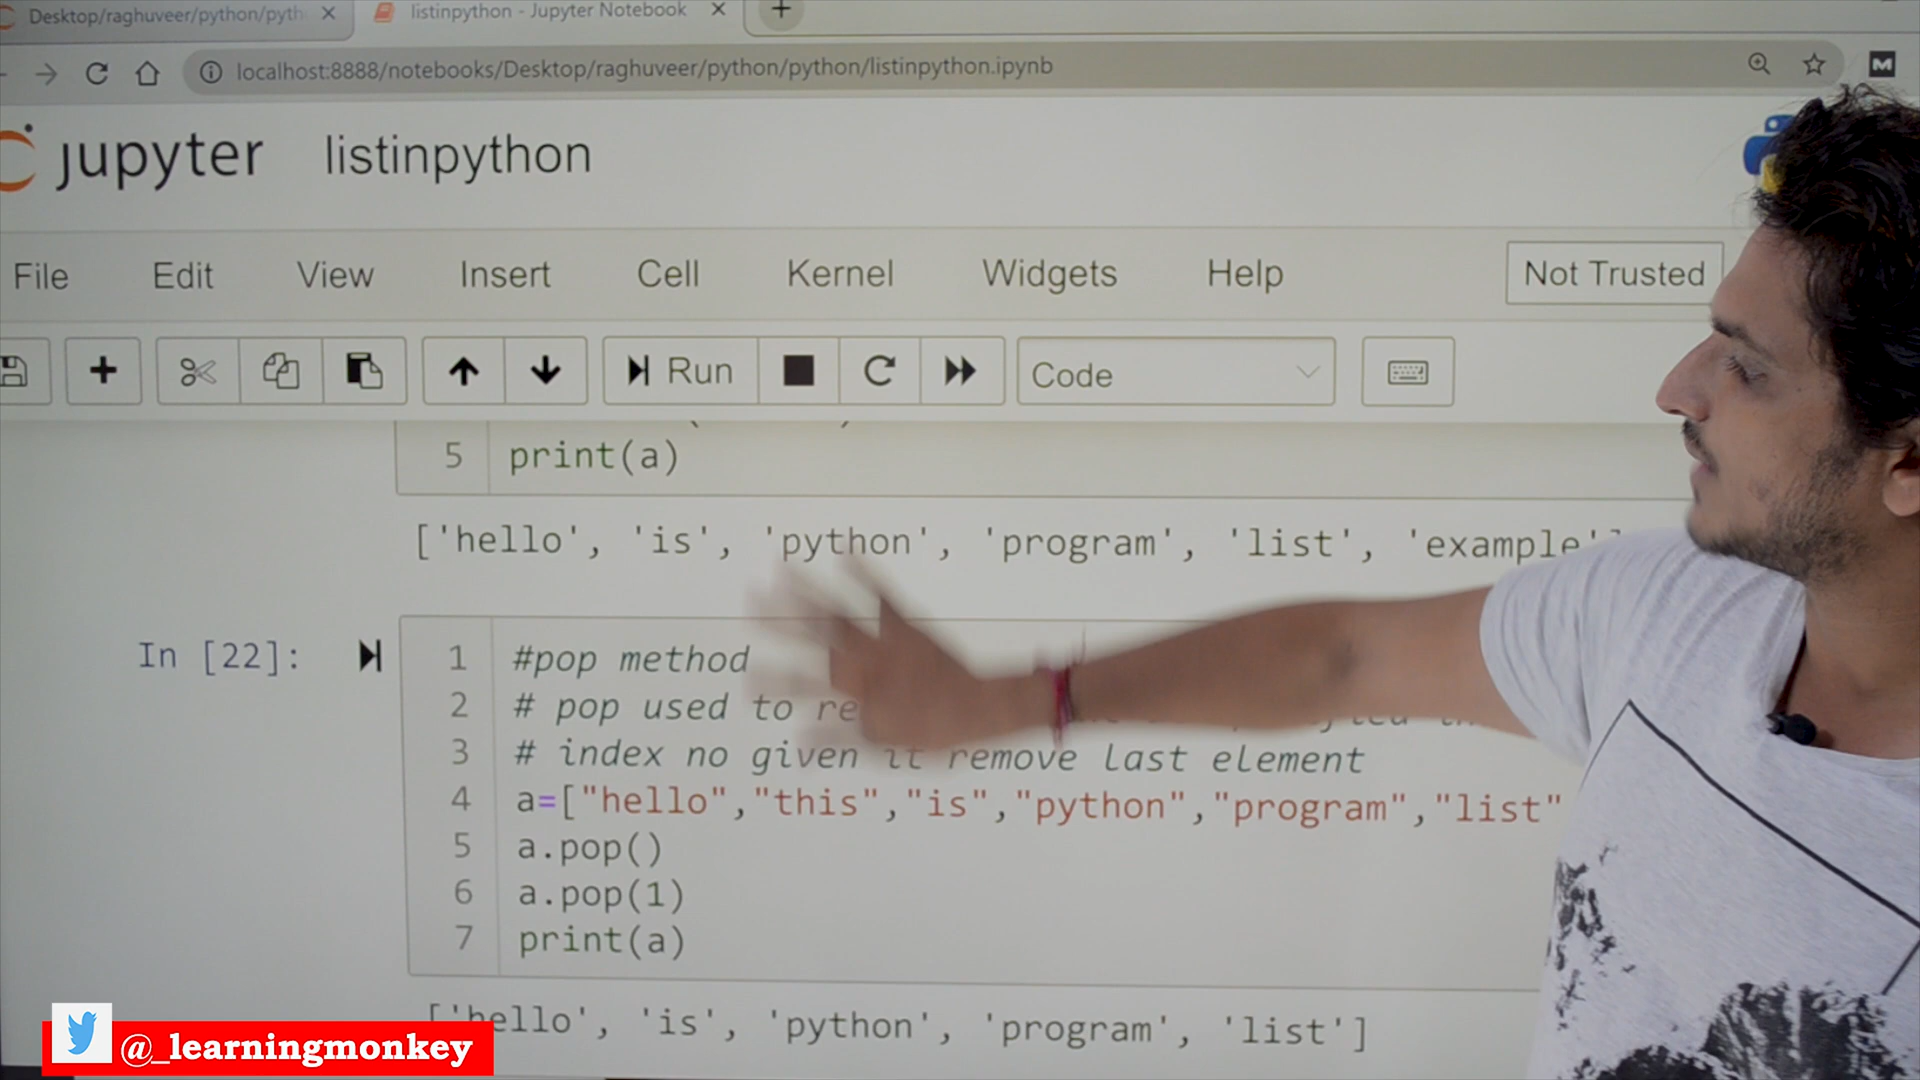 Desktop/raghuveer/python/pyth
listinpython - Jupyter Notebook
localhost:8888/notebooks/Desktop/raghuveer/python/python/listinpython.ipynb
jupyter listinpython
File Edit View Insert Cell Kernel Widgets Help Not Trusted
Run Code
5 print(a)
['hello', 'is', 'python', 'program', 'list', 'example'
In [22]:
1 #pop method
2 # pop used to re
3 # index no given it remove last element
4 a=["hello","this","is","python","program","list"
5 a.pop()
6 a.pop(1)
7 print(a)
['hello', 'is', 'python', 'program', 'list']
@_learningmonkey